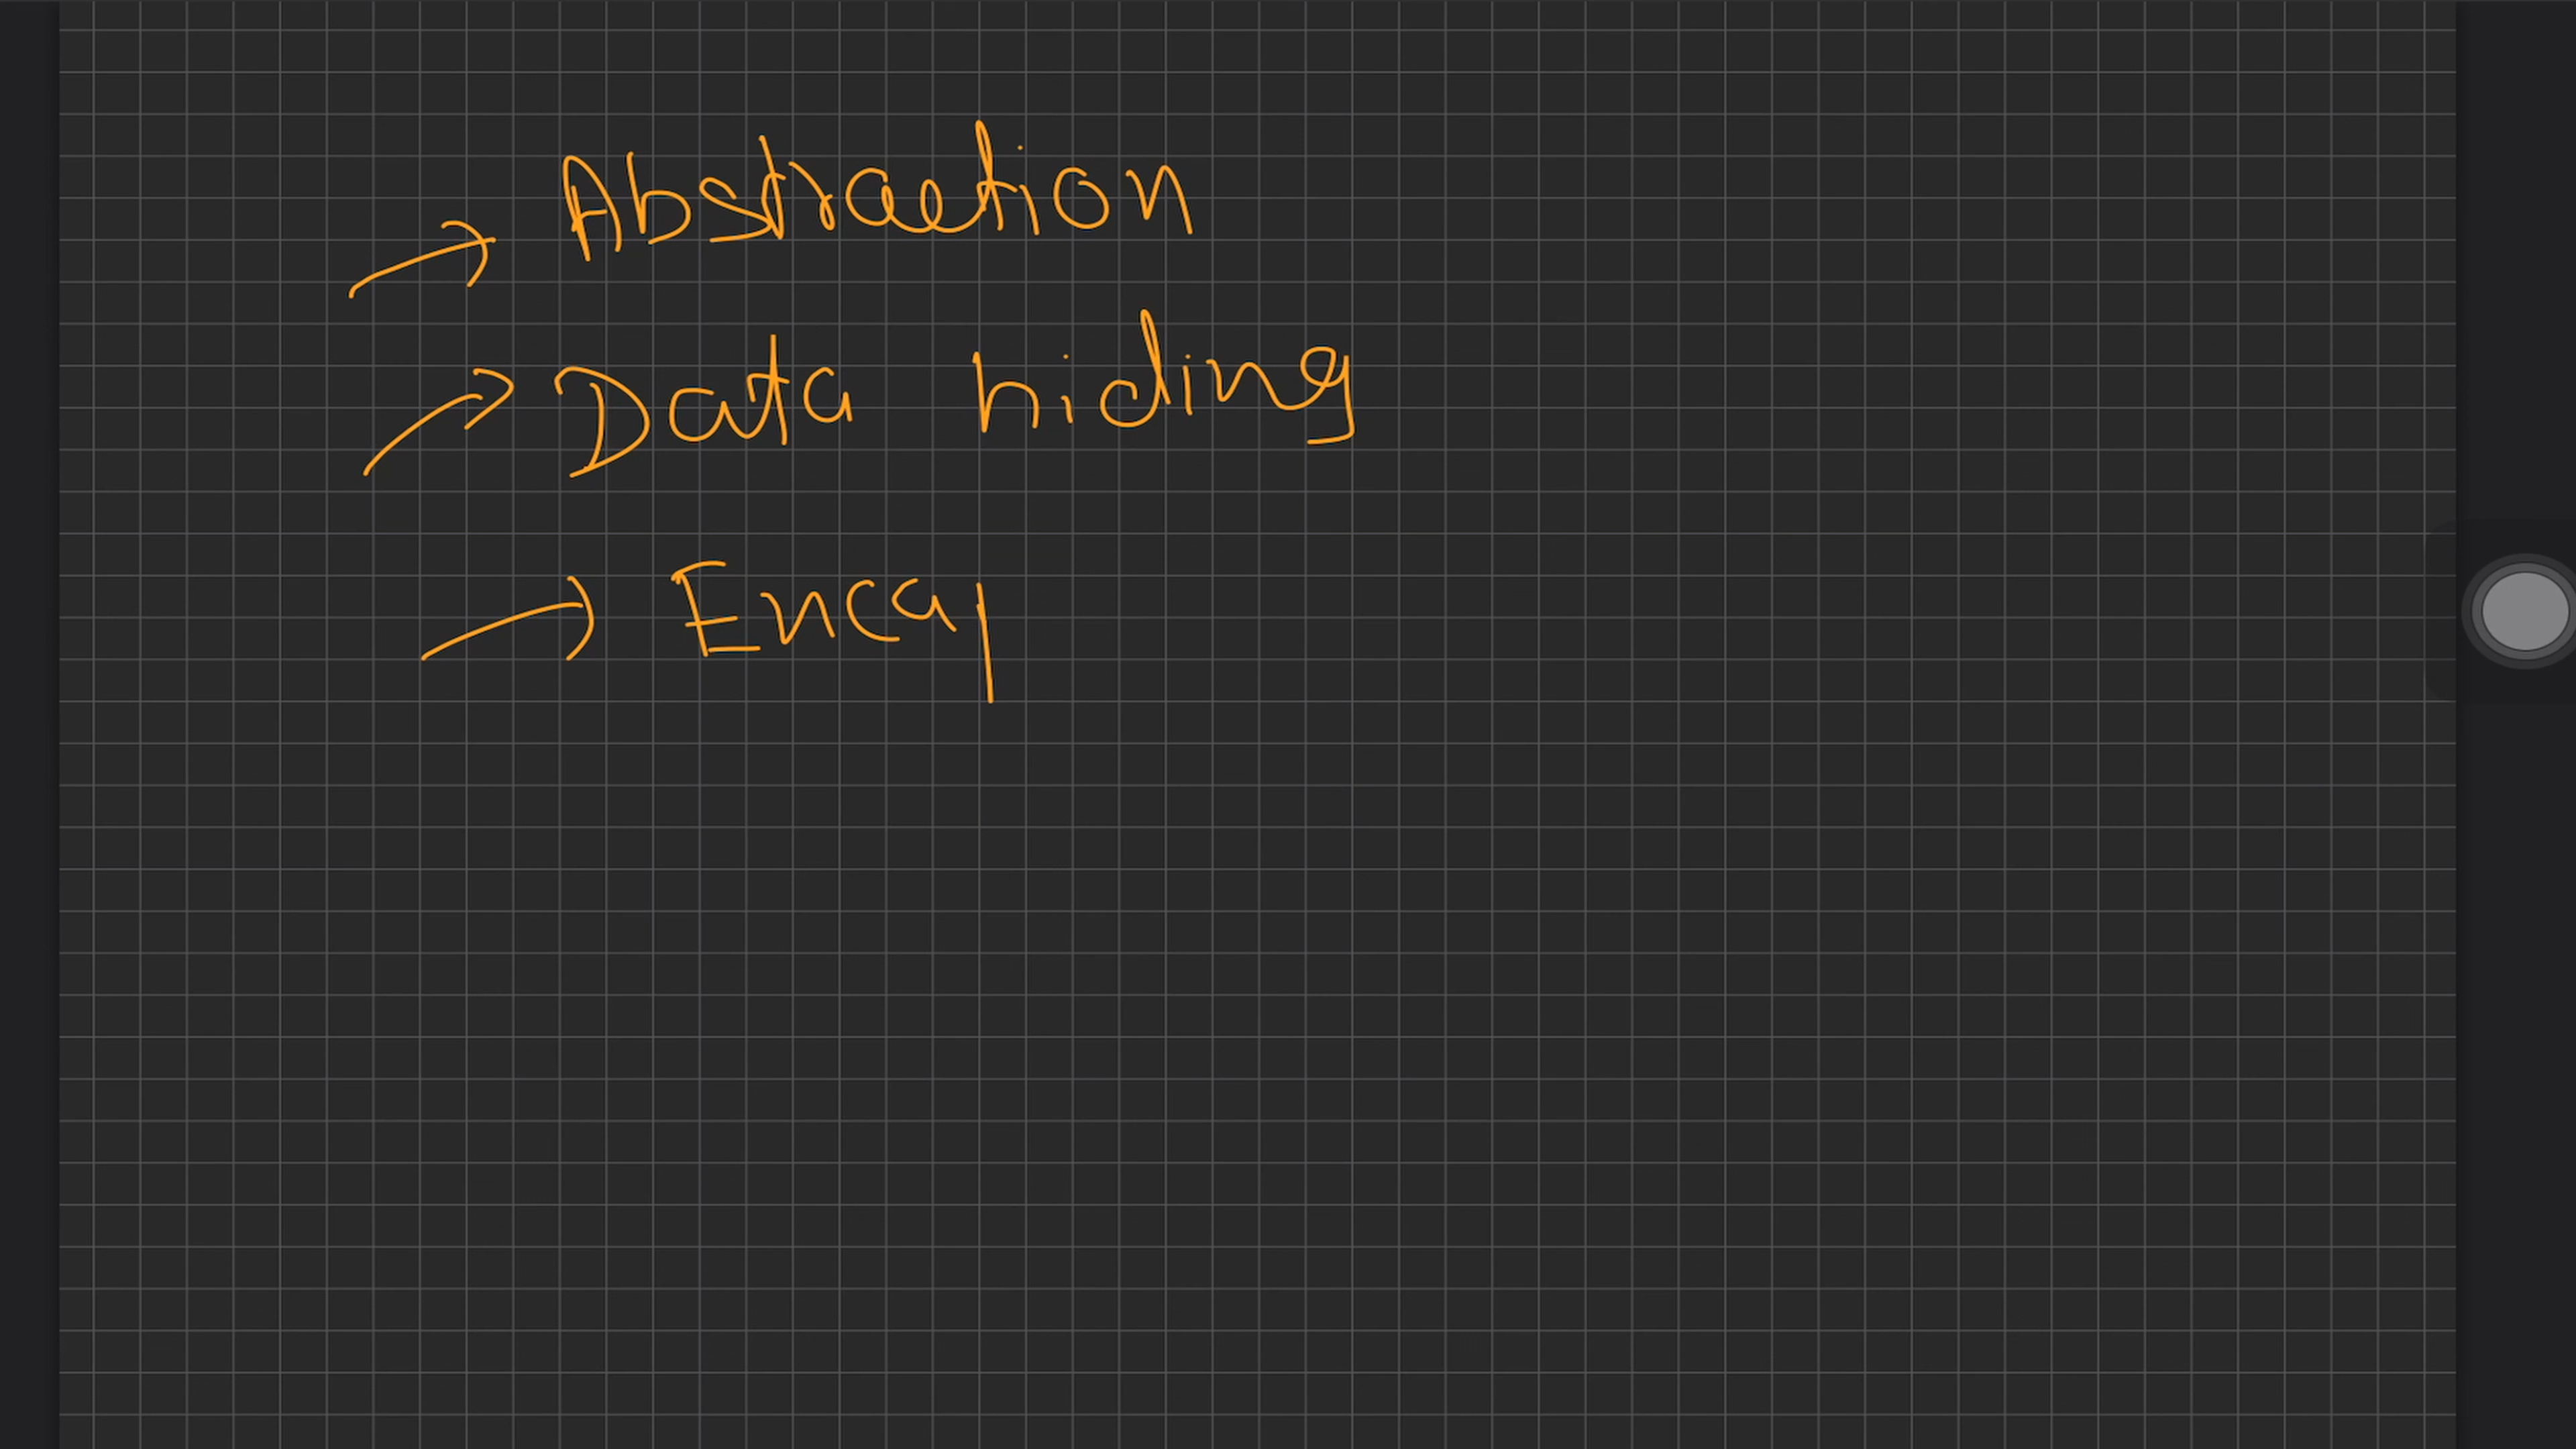 → Abstraction
→ Data hiding
→ Encap